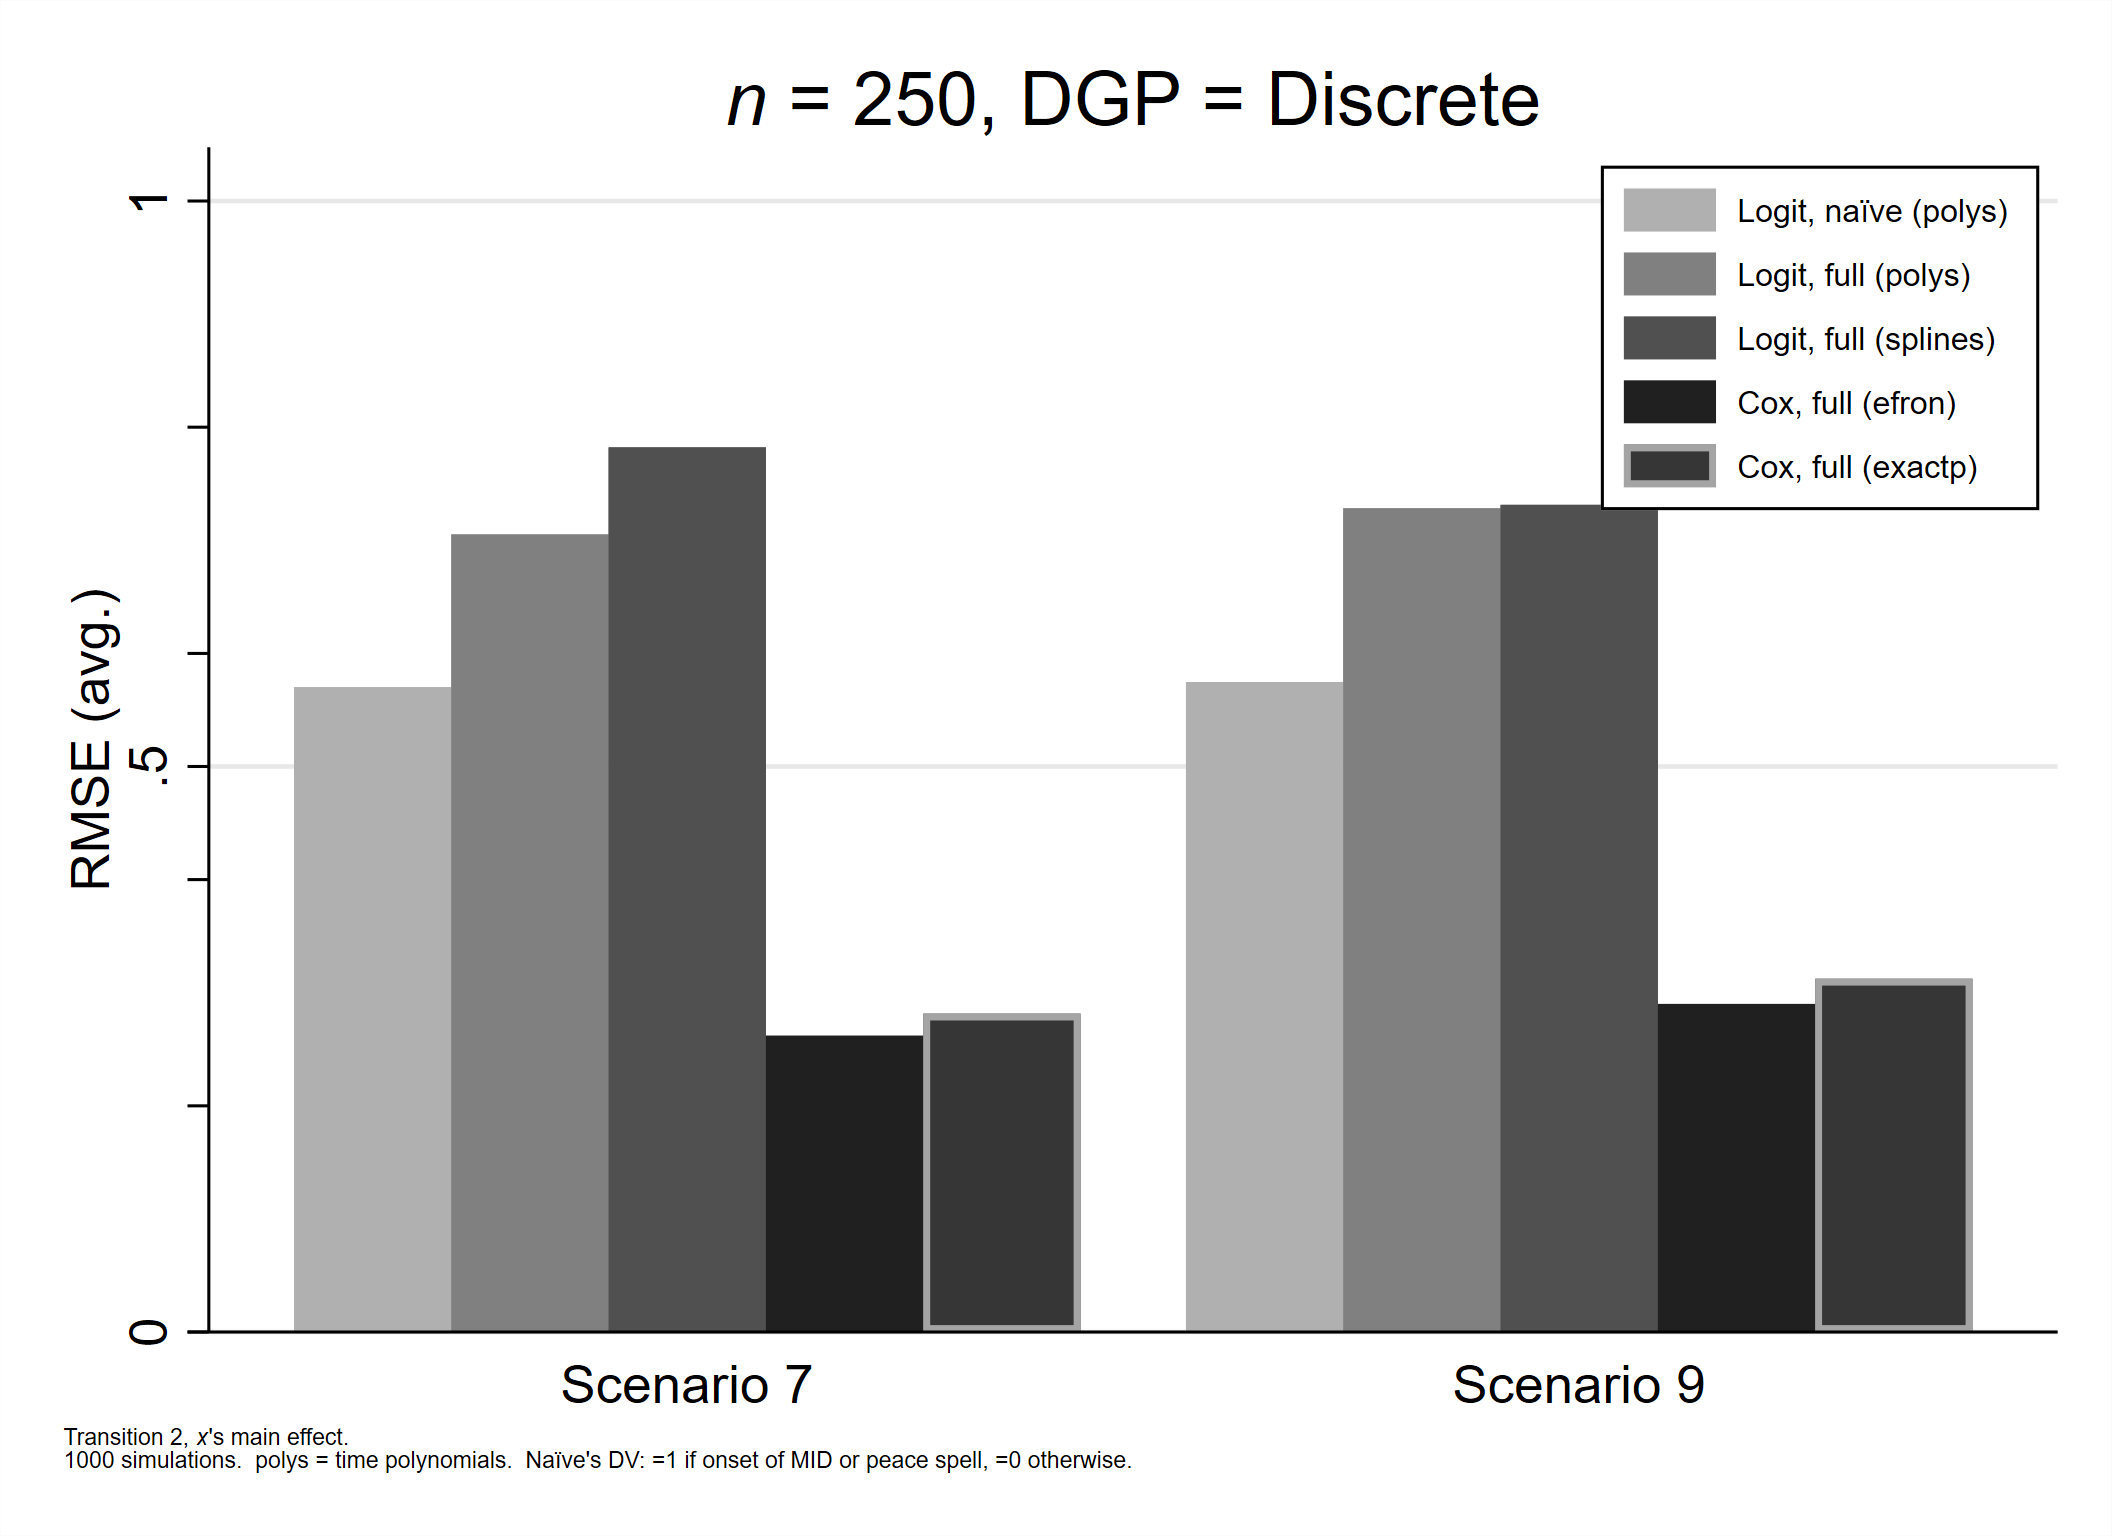 n = 250, DGP = Discrete
RMSE (avg.)
1
.5
0
Logit, naïve (polys)
Logit, full (polys)
Logit, full (splines)
Cox, full (efron)
Cox, full (exactp)
Scenario 7
Scenario 9
Transition 2, x's main effect.
1000 simulations.  polys = time polynomials.  Naïve's DV: =1 if onset of MID or peace spell, =0 otherwise.